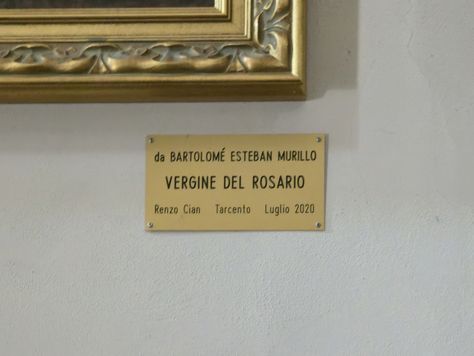 da BARTOLOMÉ ESTEBAN MURILLO
VERGINE DEL ROSARIO
Renzo Cian Tarcento Luglio 2020